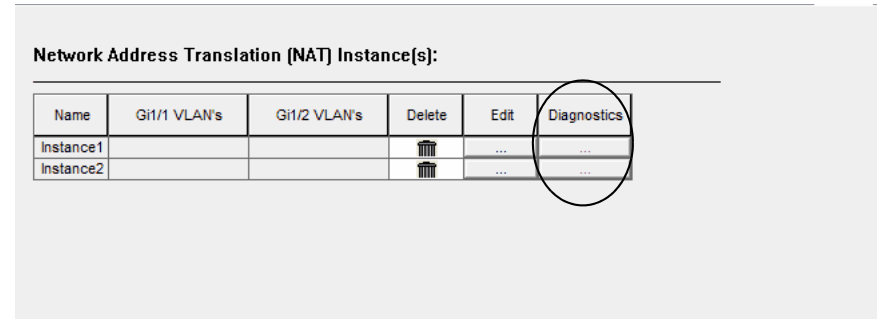 Network Address Translation (NAT) Instance(s):
Name Gi1/1 VLAN's Gi1/2 VLAN's Delete Edit Diagnostics
Instance1 ... ...
Instance2 ... ...